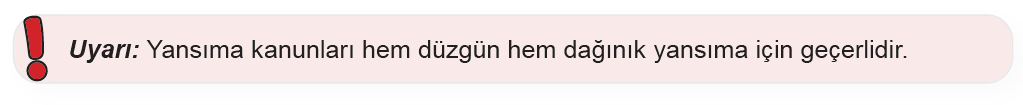 Uyarı: Yansıma kanunları hem düzgün hem dağınık yansıma için geçerlidir.